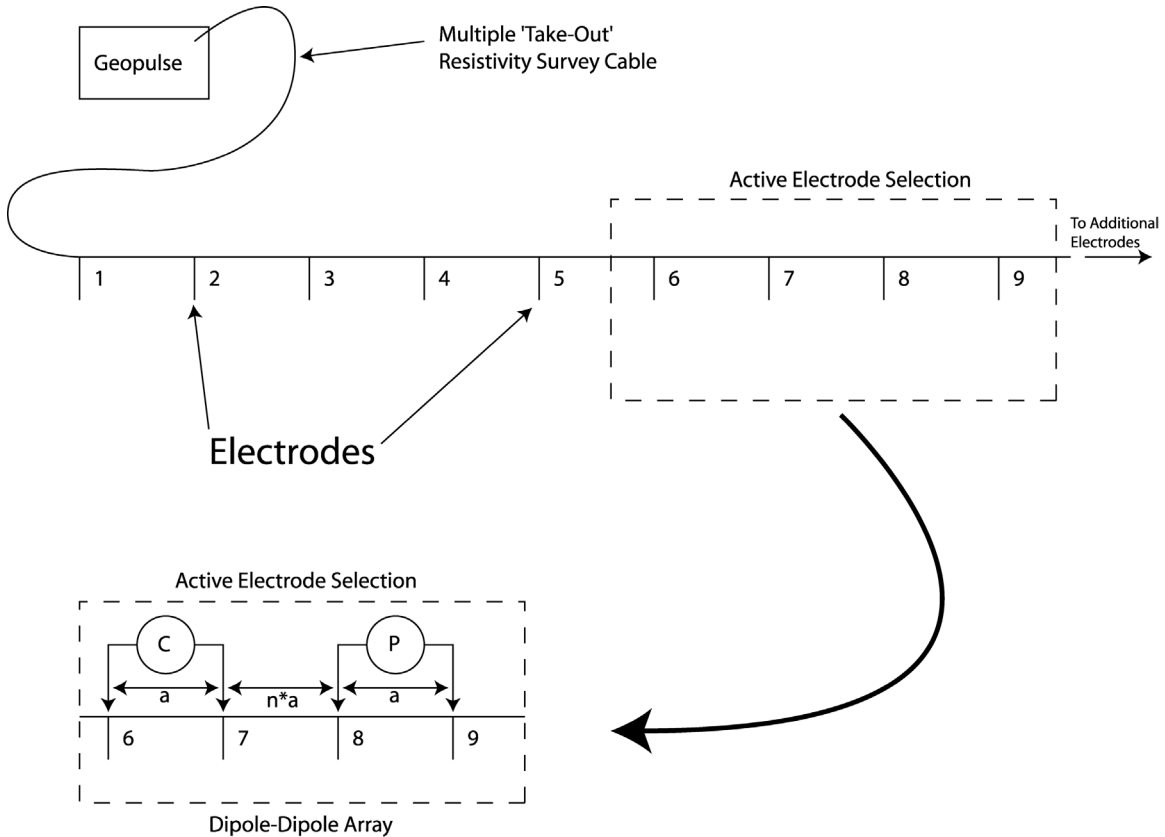 Geopulse
Multiple 'Take-Out'
Resistivity Survey Cable
Active Electrode Selection
To Additional
Electrodes
1 2 3 4 5 6 7 8 9
Electrodes
Active Electrode Selection
C P
a n*a a
6 7 8 9
Dipole-Dipole Array